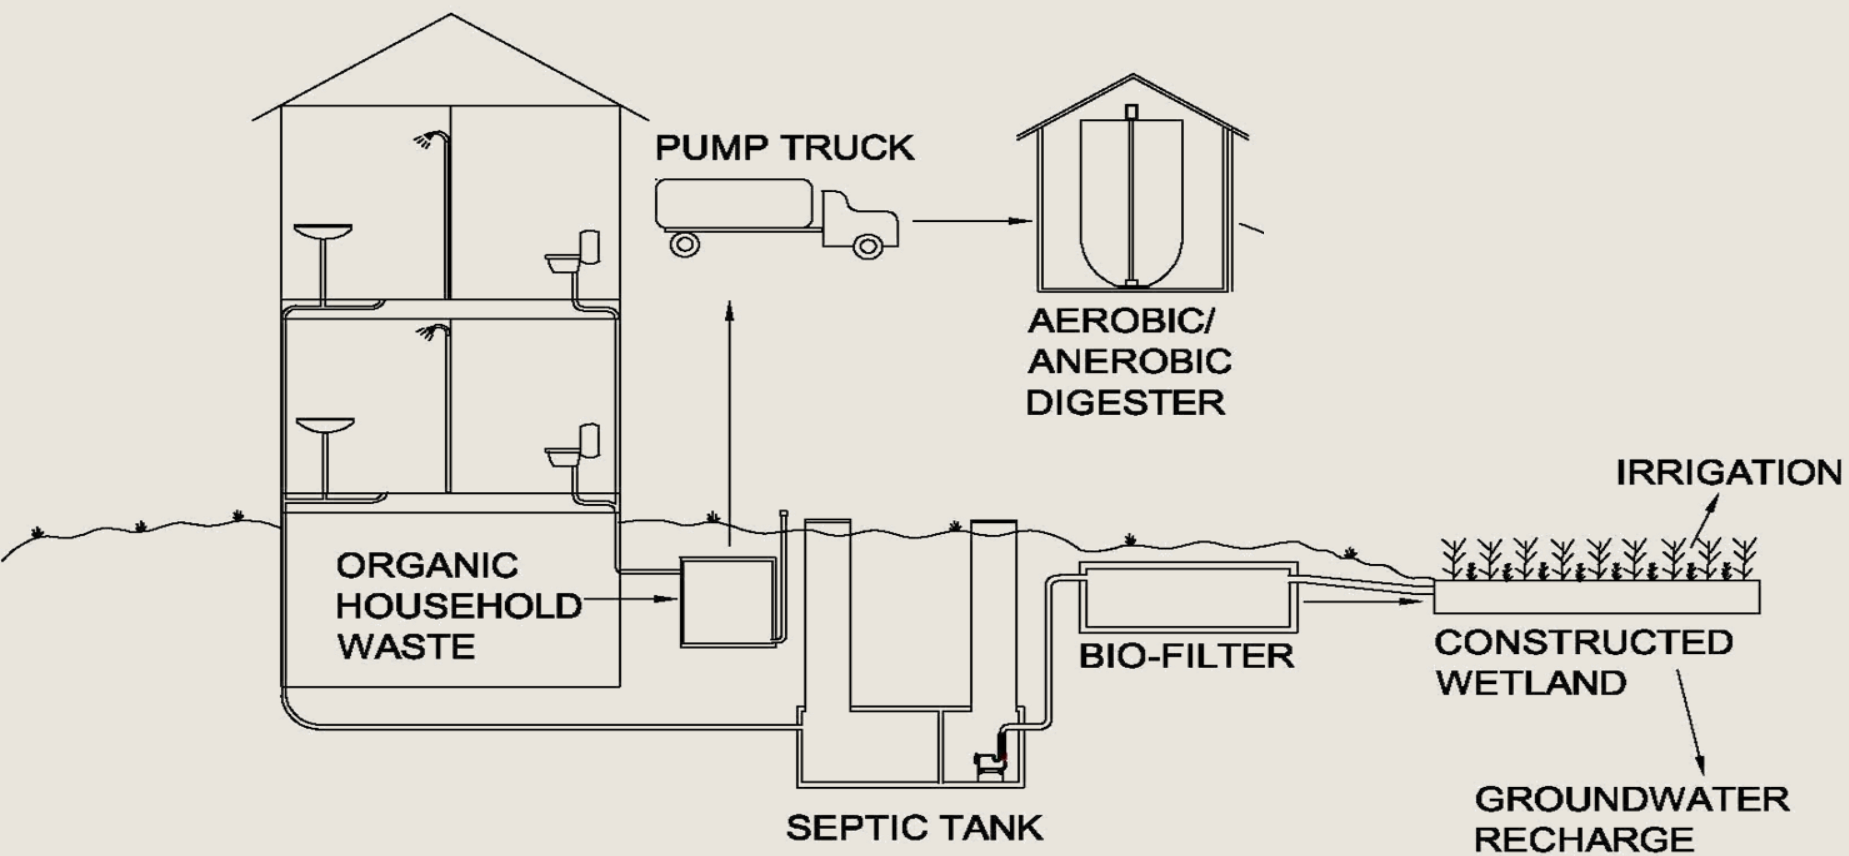 PUMP TRUCK
AEROBIC/
ANEROBIC
DIGESTER
IRRIGATION
ORGANIC
HOUSEHOLD
WASTE
BIO-FILTER
CONSTRUCTED
WETLAND
SEPTIC TANK
GROUNDWATER
RECHARGE